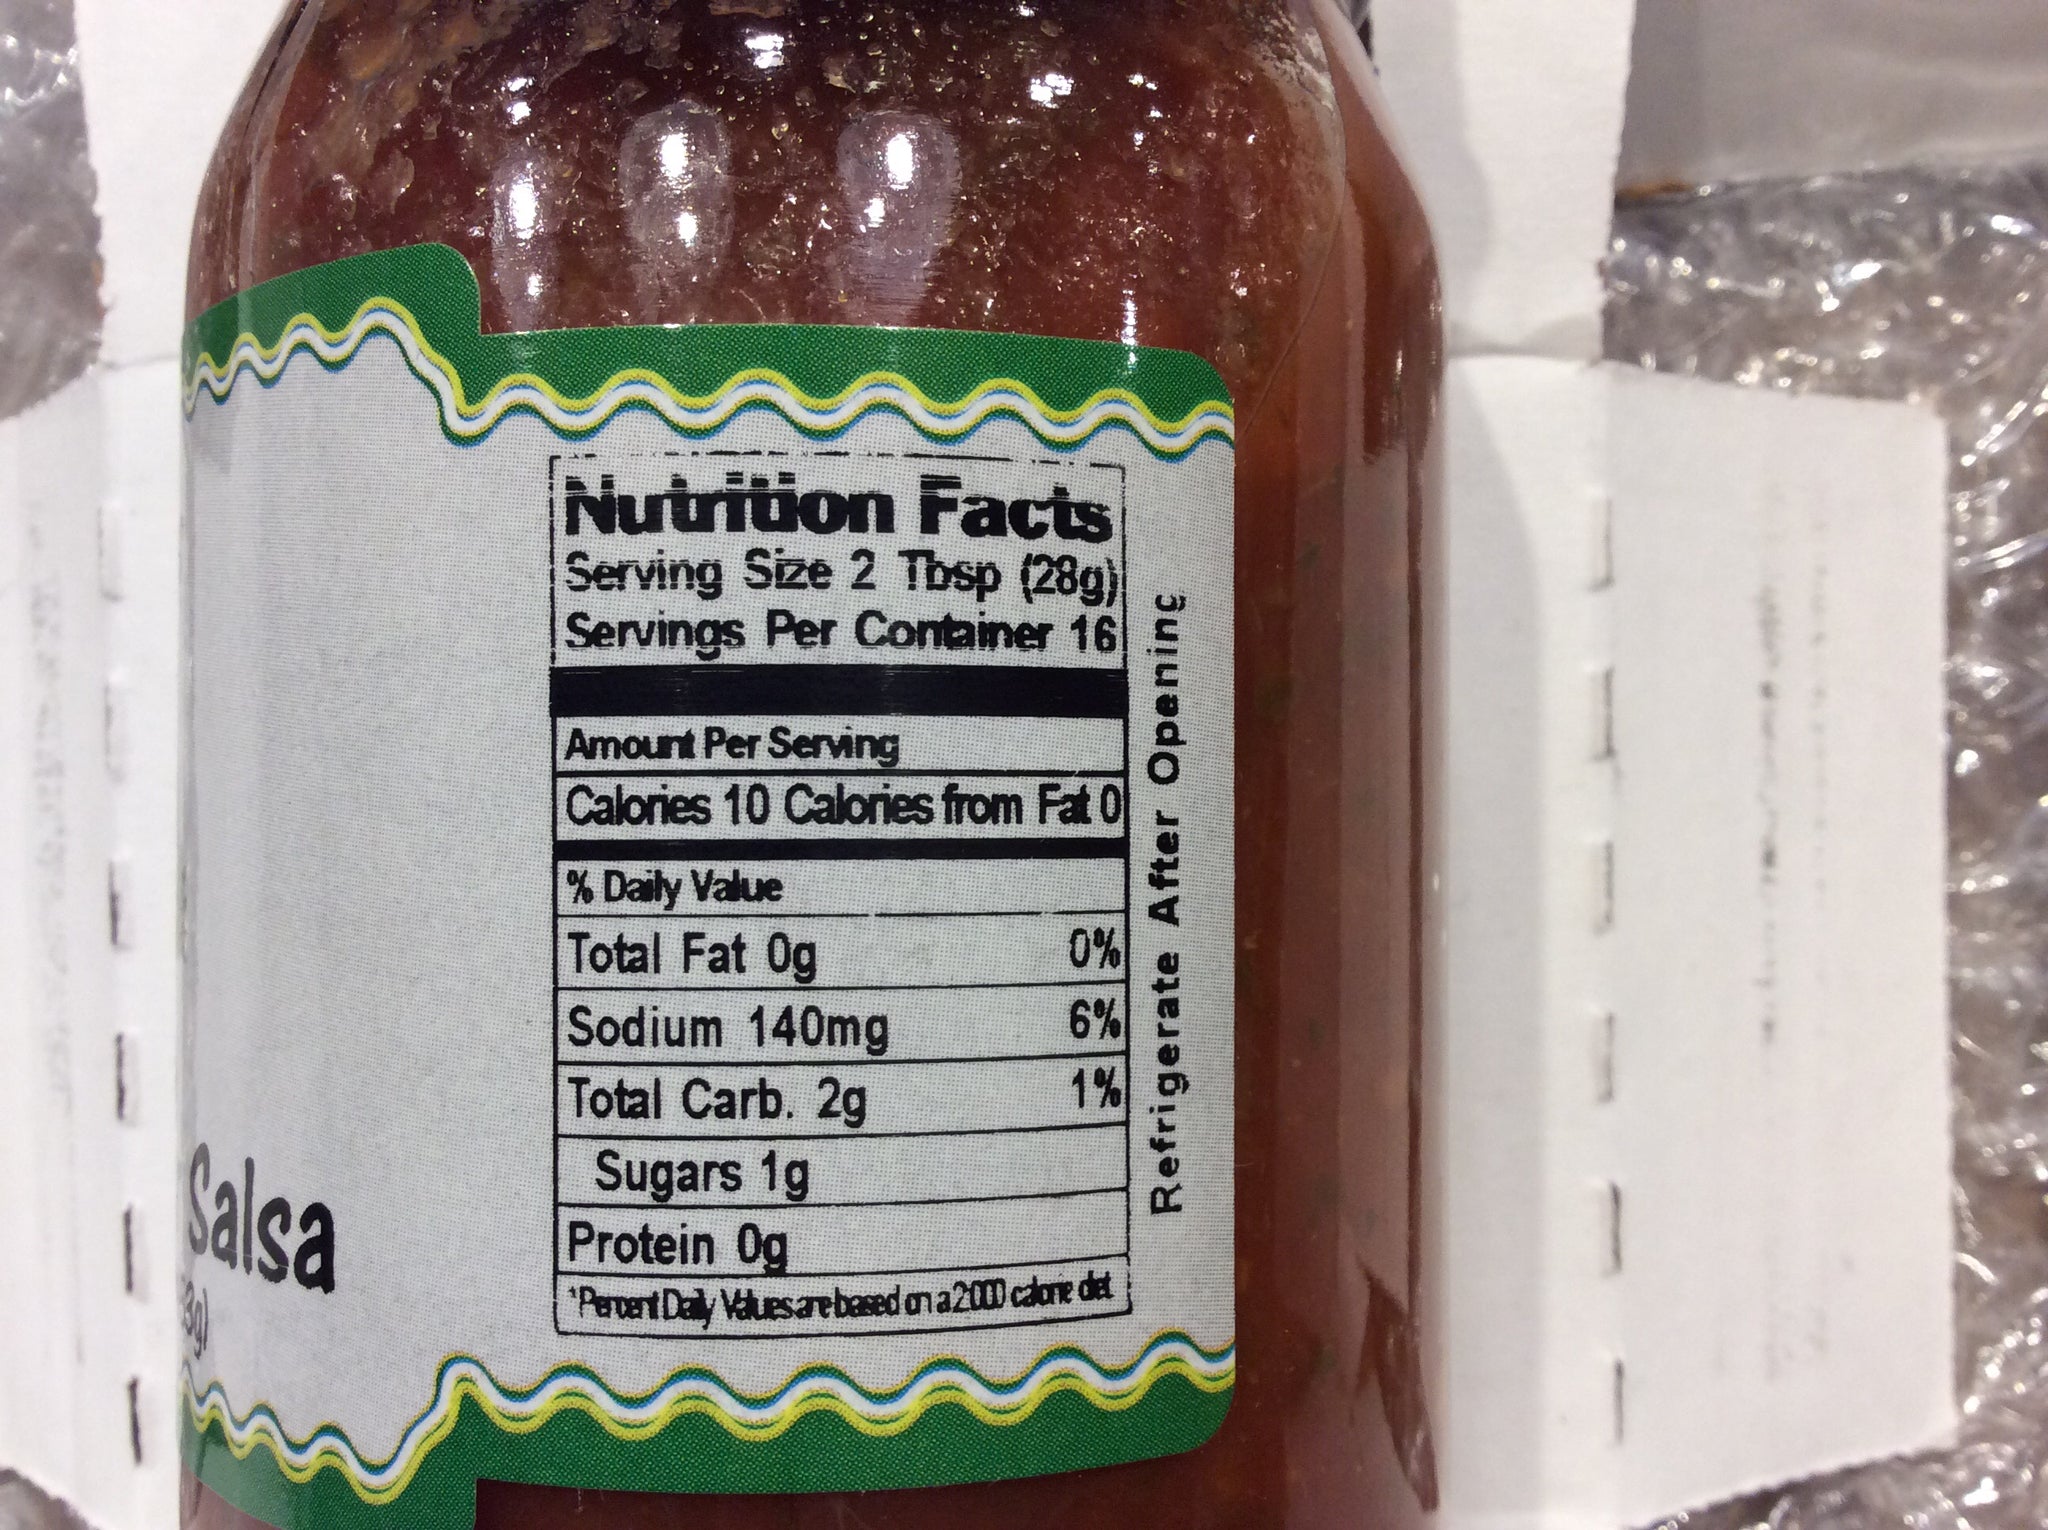 Nutrition Facts
Serving Size 2 Tbsp (28g)
Servings Per Container 16
Amount Per Serving
Calories 10 Calories from Fat 0
% Daily Value
Total Fat 0g 0%
Sodium 140mg 6%
Total Carb. 2g 1%
Sugars 1g
Protein 0g
*Percent Daily Values are based on a 2000 calorie diet
Refrigerate After Opening
Salsa
3g)